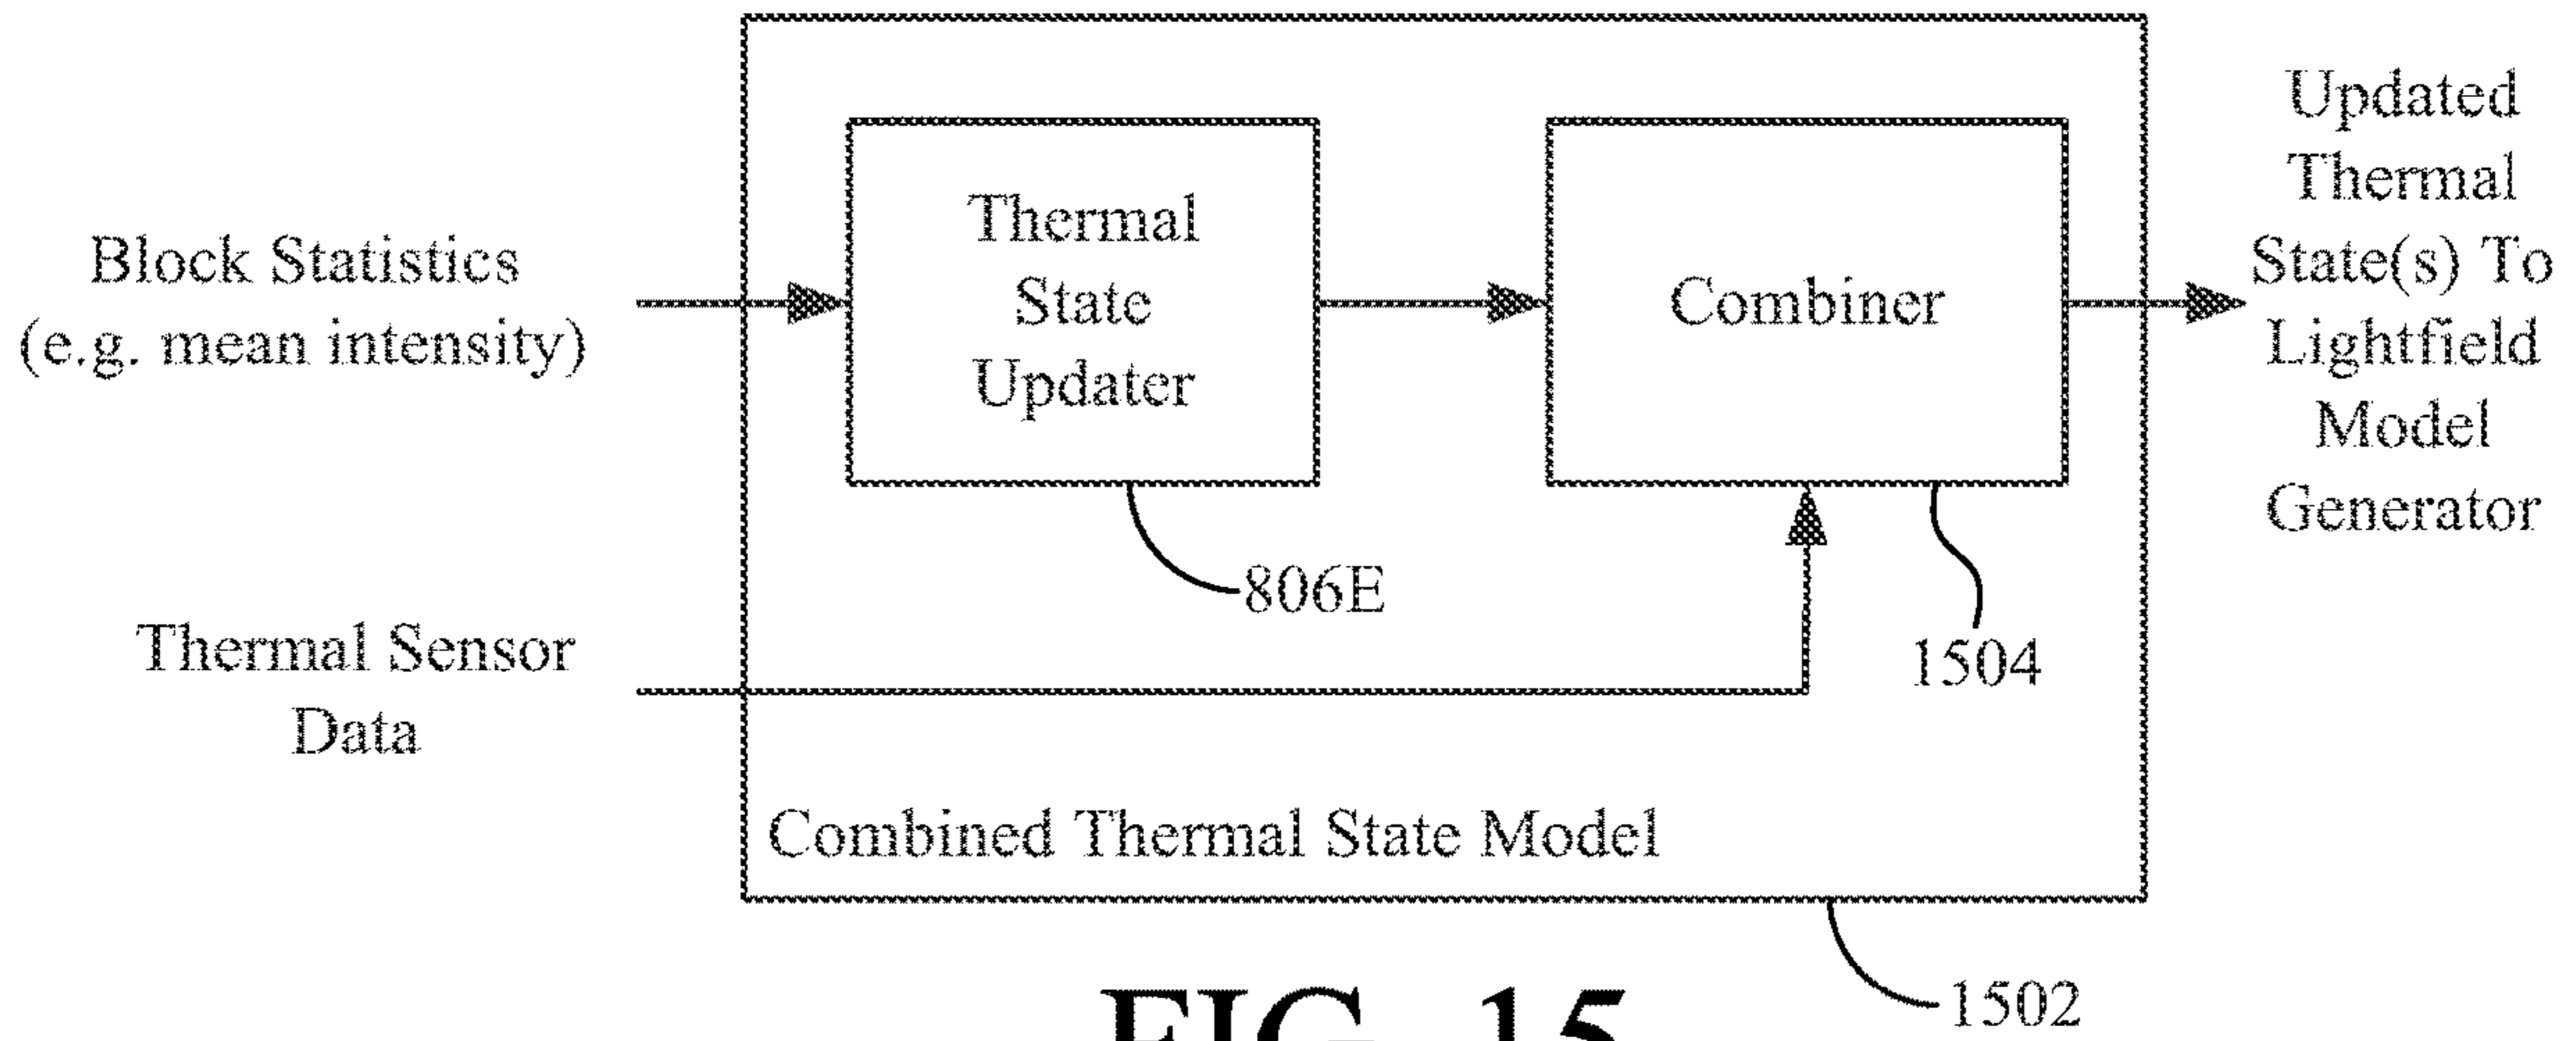 Block Statistics
(e.g. mean intensity)
Thermal Sensor
Data
Thermal
State
Updater
806E
Combiner
1504
Combined Thermal State Model
1502
Updated
Thermal
State(s) To
Lightfield
Model
Generator
FIG. 15